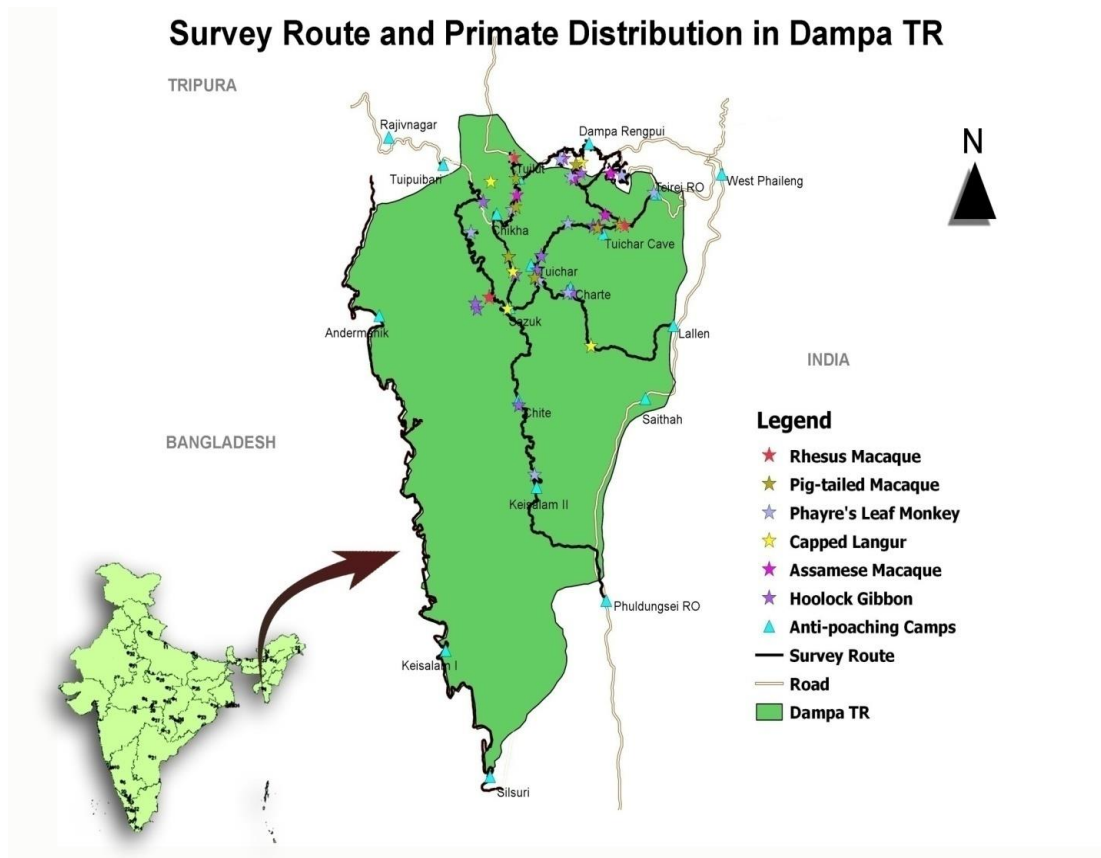 Survey Route and Primate Distribution in Dampa TR
TRIPURA
Rajivnagar
Dampa Rengpui
N
Tuipuibari
Tuilut
West Phaileng
Teirei RO
Chikha
Tuichar Cave
Tuichar
Charte
Sazuk
Andermanik
Lallen
INDIA
Chite
Saithah
BANGLADESH
Keisalam II
Phuldungsei RO
Keisalam I
Silsuri
Legend
Rhesus Macaque
Pig-tailed Macaque
Phayre's Leaf Monkey
Capped Langur
Assamese Macaque
Hoolock Gibbon
Anti-poaching Camps
Survey Route
Road
Dampa TR